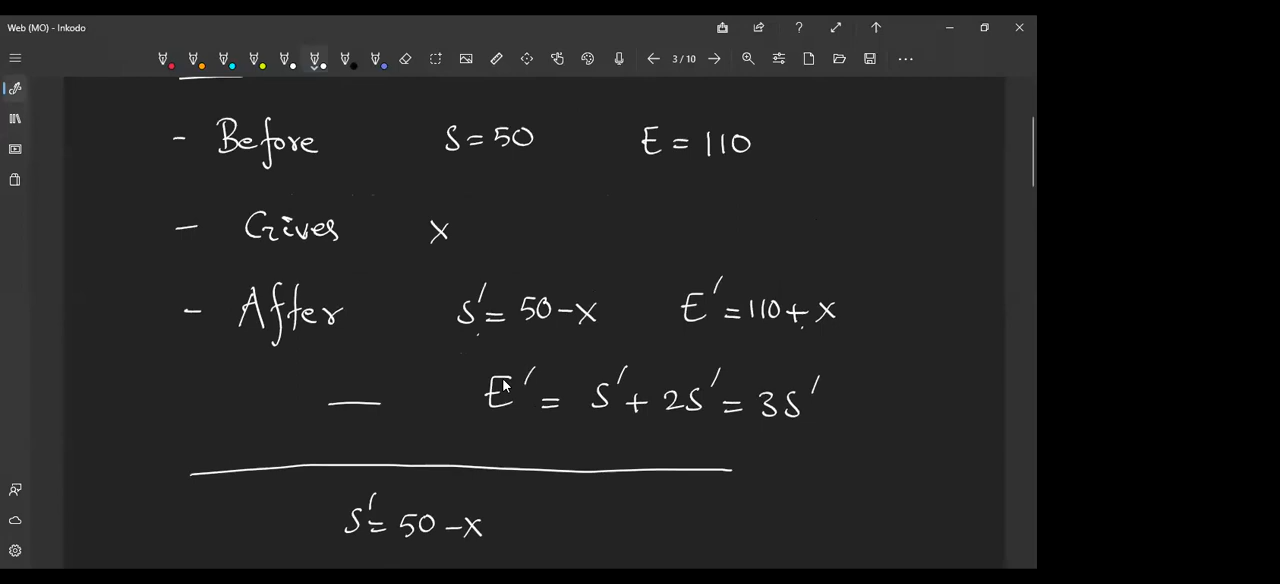 Web (MO) - Inkodo
3 / 10
- Before S = 50 E = 110
- Gives x
- After S' = 50 - x E' = 110 + x
— E' = S' + 2S' = 3S'
S' = 50 - x